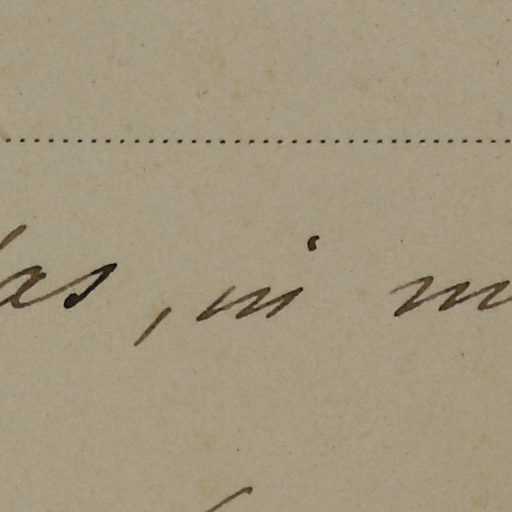 as, ni m